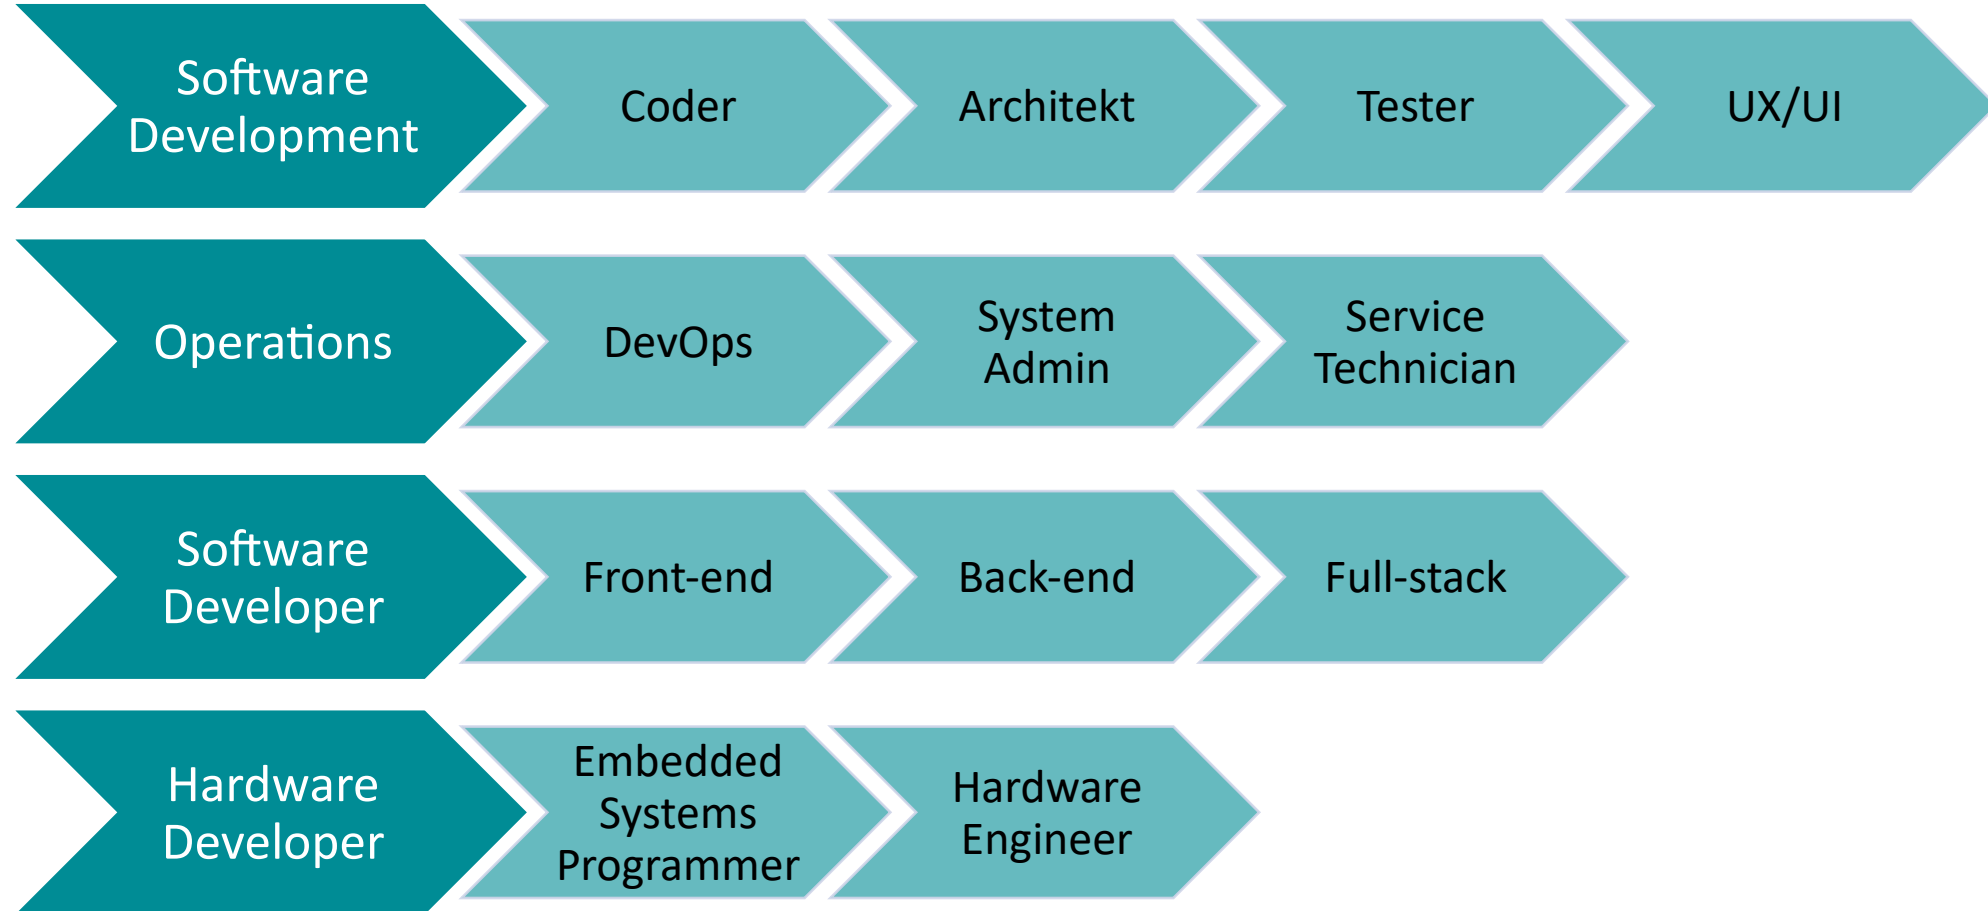 Software
Development
Coder
Architekt
Tester
UX/UI
Operations
DevOps
System
Admin
Service
Technician
Software
Developer
Front-end
Back-end
Full-stack
Hardware
Developer
Embedded
Systems
Programmer
Hardware
Engineer